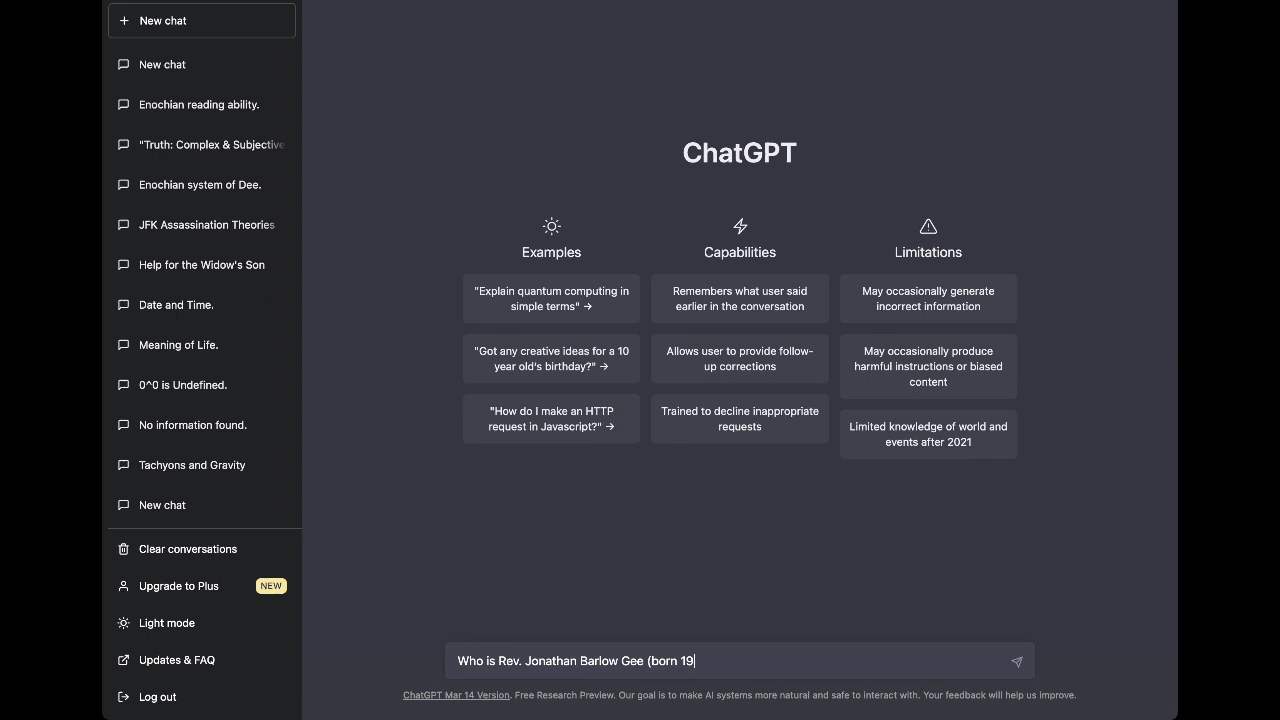 New chat
New chat
Enochian reading ability.
"Truth: Complex & Subjective
Enochian system of Dee.
JFK Assassination Theories
Help for the Widow's Son
Date and Time.
Meaning of Life.
0^0 is Undefined.
No information found.
Tachyons and Gravity
New chat
Clear conversations
Upgrade to Plus
NEW
Light mode
Updates & FAQ
Log out
ChatGPT
Examples
"Explain quantum computing in
simple terms" →
"Got any creative ideas for a 10
year old's birthday?" →
"How do I make an HTTP
request in Javascript?" →
Capabilities
Remembers what user said
earlier in the conversation
Allows user to provide follow-
up corrections
Trained to decline inappropriate
requests
Limitations
May occasionally generate
incorrect information
May occasionally produce
harmful instructions or biased
content
Limited knowledge of world and
events after 2021
Who is Rev. Jonathan Barlow Gee (born 19
ChatGPT Mar 14 Version. Free Research Preview. Our goal is to make AI systems more natural and safe to interact with. Your feedback will help us improve.